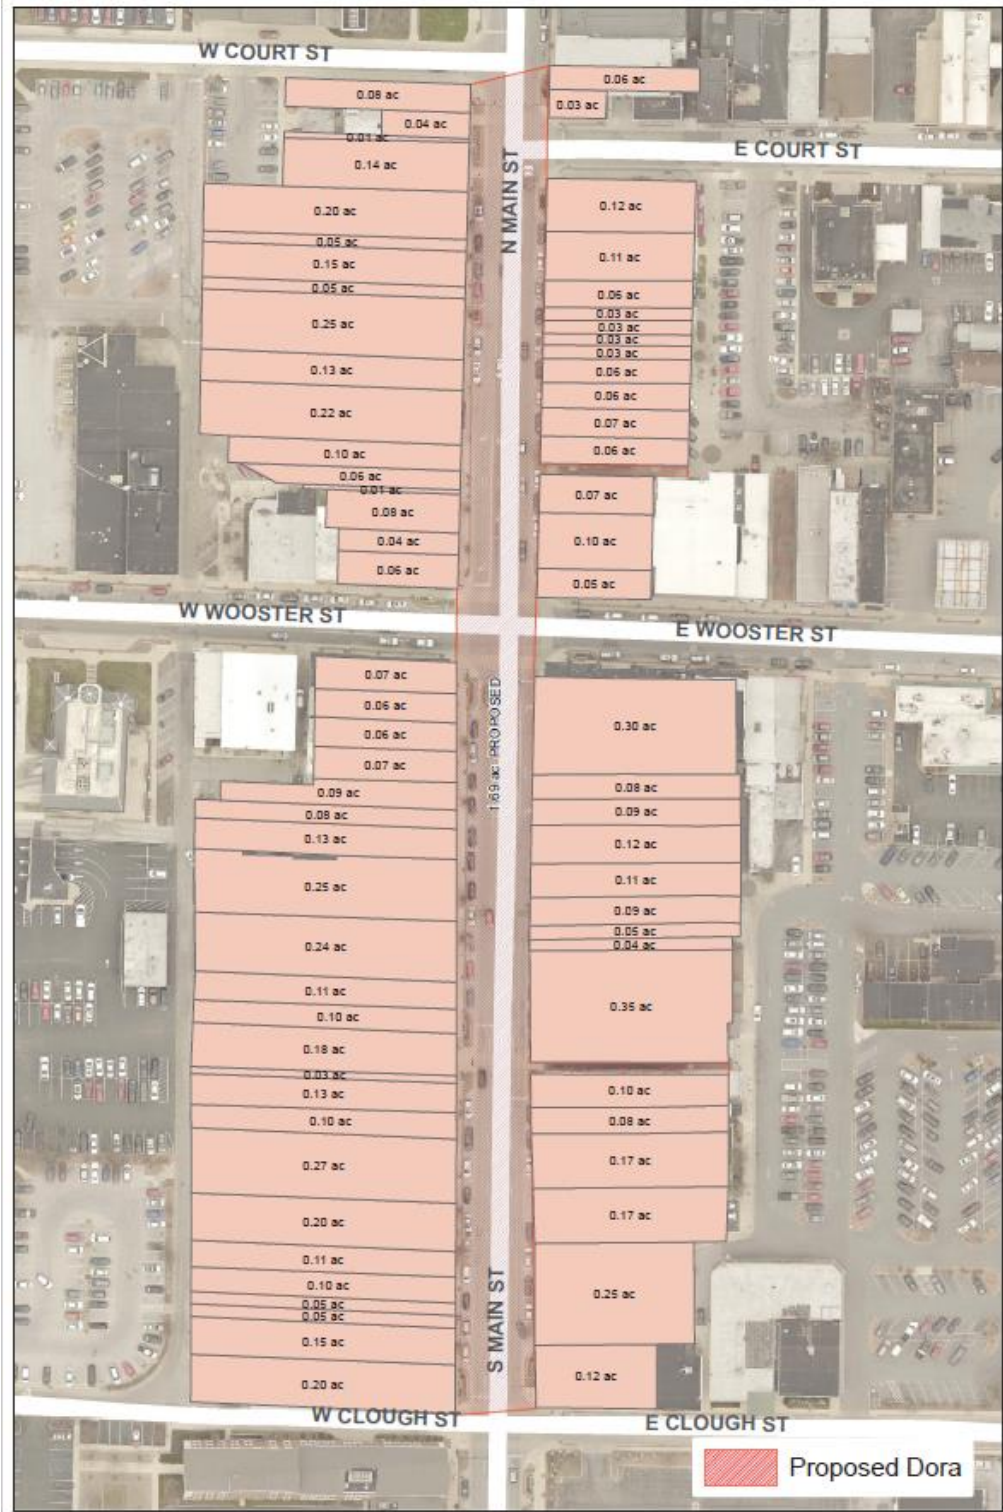 W COURT ST
0.08 ac
0.04 ac
0.01 ac
0.14 ac
0.20 ac
0.05 ac
0.15 ac
0.05 ac
0.25 ac
0.13 ac
0.22 ac
0.10 ac
0.06 ac
0.01 ac
0.08 ac
0.04 ac
0.06 ac
N MAIN ST
0.06 ac
0.03 ac
E COURT ST
0.12 ac
0.11 ac
0.06 ac
0.03 ac
0.03 ac
0.03 ac
0.03 ac
0.06 ac
0.06 ac
0.07 ac
0.06 ac
0.07 ac
0.10 ac
0.05 ac
W WOOSTER ST
E WOOSTER ST
0.07 ac
0.06 ac
0.06 ac
0.07 ac
0.09 ac
0.08 ac
0.13 ac
0.25 ac
0.24 ac
0.11 ac
0.10 ac
0.18 ac
0.03 ac
0.13 ac
0.10 ac
0.27 ac
0.20 ac
0.11 ac
0.10 ac
0.05 ac
0.05 ac
0.15 ac
0.20 ac
1.69 ac PROPOSED
S MAIN ST
0.30 ac
0.08 ac
0.09 ac
0.12 ac
0.11 ac
0.09 ac
0.05 ac
0.04 ac
0.35 ac
0.10 ac
0.08 ac
0.17 ac
0.17 ac
0.25 ac
0.12 ac
W CLOUGH ST
E CLOUGH ST
Proposed Dora